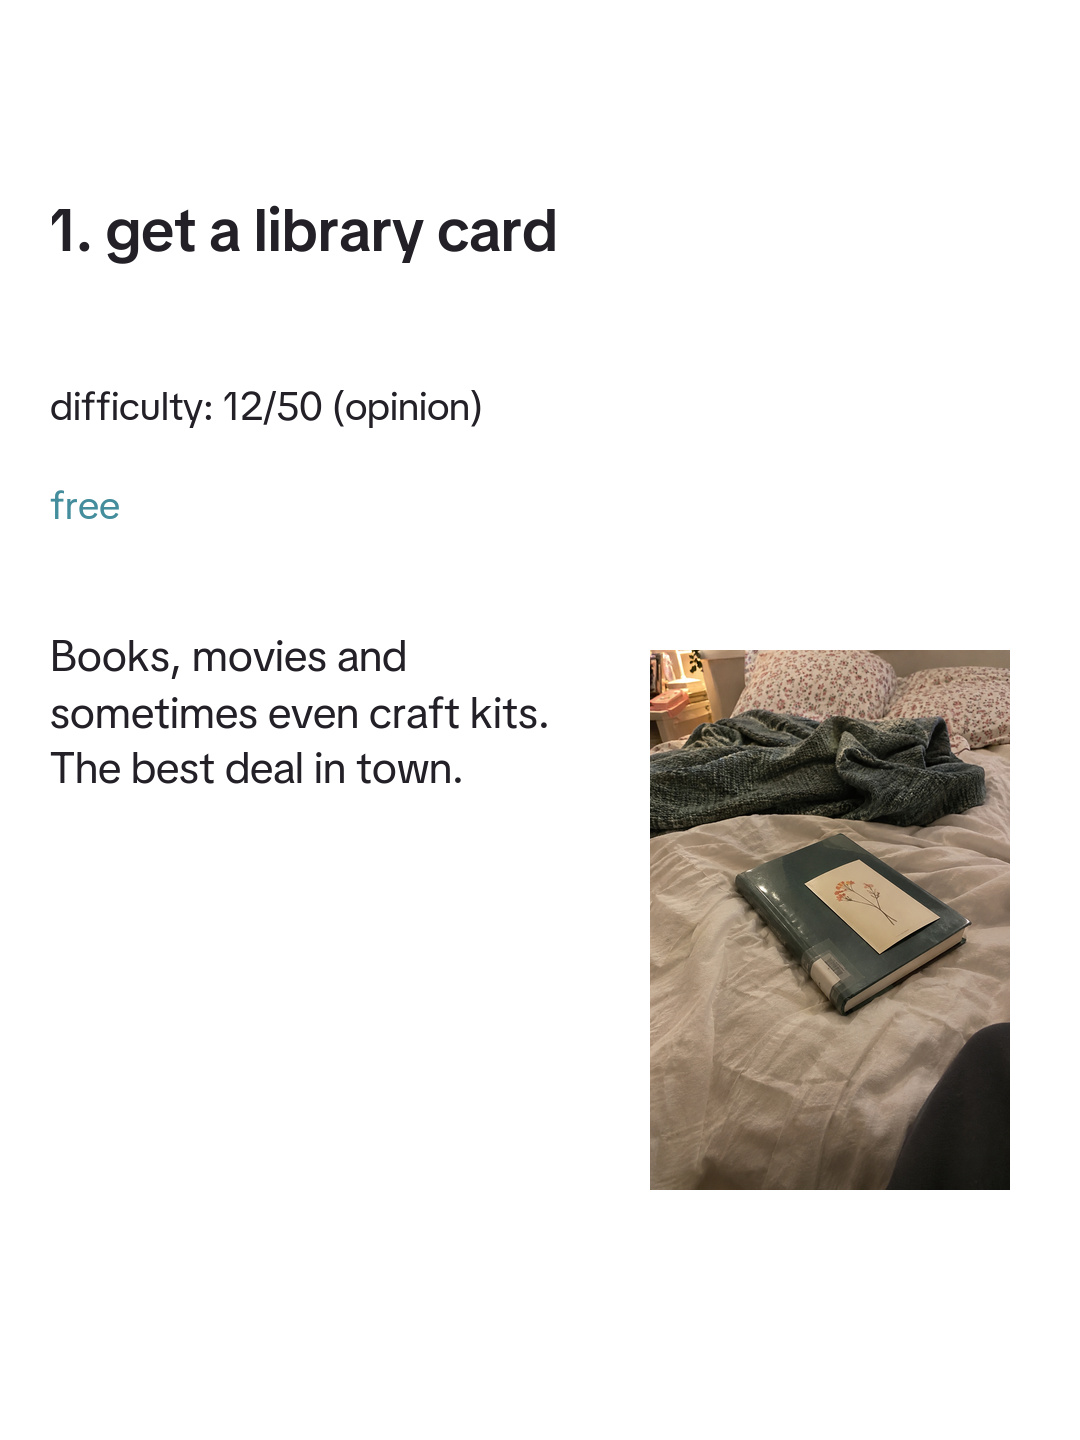 1. get a library card
difficulty: 12/50 (opinion)
free
Books, movies and
sometimes even craft kits.
The best deal in town.